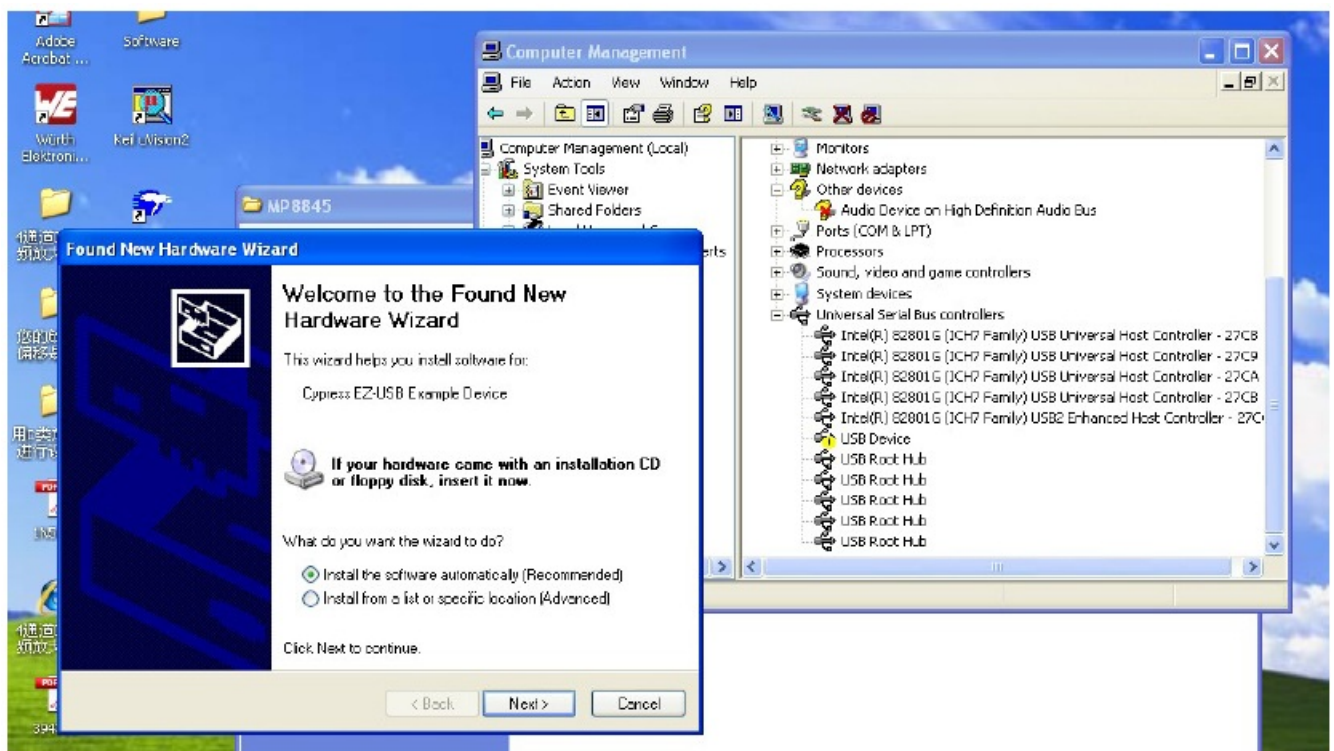 Adobe
Acrobat ...
Software
Würth
Elektroni...
Keil uVision2
MP8845
Computer Management
File Action View Window Help
Computer Management (Local)
System Tools
Event Viewer
Shared Folders
erts
Monitors
Network adapters
Other devices
Audio Device on High Definition Audio Bus
Ports (COM & LPT)
Processors
Sound, video and game controllers
System devices
Universal Serial Bus controllers
Intel(R) 82801G (ICH7 Family) USB Universal Host Controller - 27C8
Intel(R) 82801G (ICH7 Family) USB Universal Host Controller - 27C9
Intel(R) 82801G (ICH7 Family) USB Universal Host Controller - 27CA
Intel(R) 82801G (ICH7 Family) USB Universal Host Controller - 27CB
Intel(R) 82801G (ICH7 Family) USB2 Enhanced Host Controller - 27C
USB Device
USB Root Hub
USB Root Hub
USB Root Hub
USB Root Hub
USB Root Hub
Found New Hardware Wizard
Welcome to the Found New
Hardware Wizard
This wizard helps you install software for:
Cypress EZ-USB Example Device
If your hardware came with an installation CD
or floppy disk, insert it now.
What do you want the wizard to do?
Install the software automatically (Recommended)
Install from a list or specific location (Advanced)
Click Next to continue.
< Back Next > Cancel
4通道
394